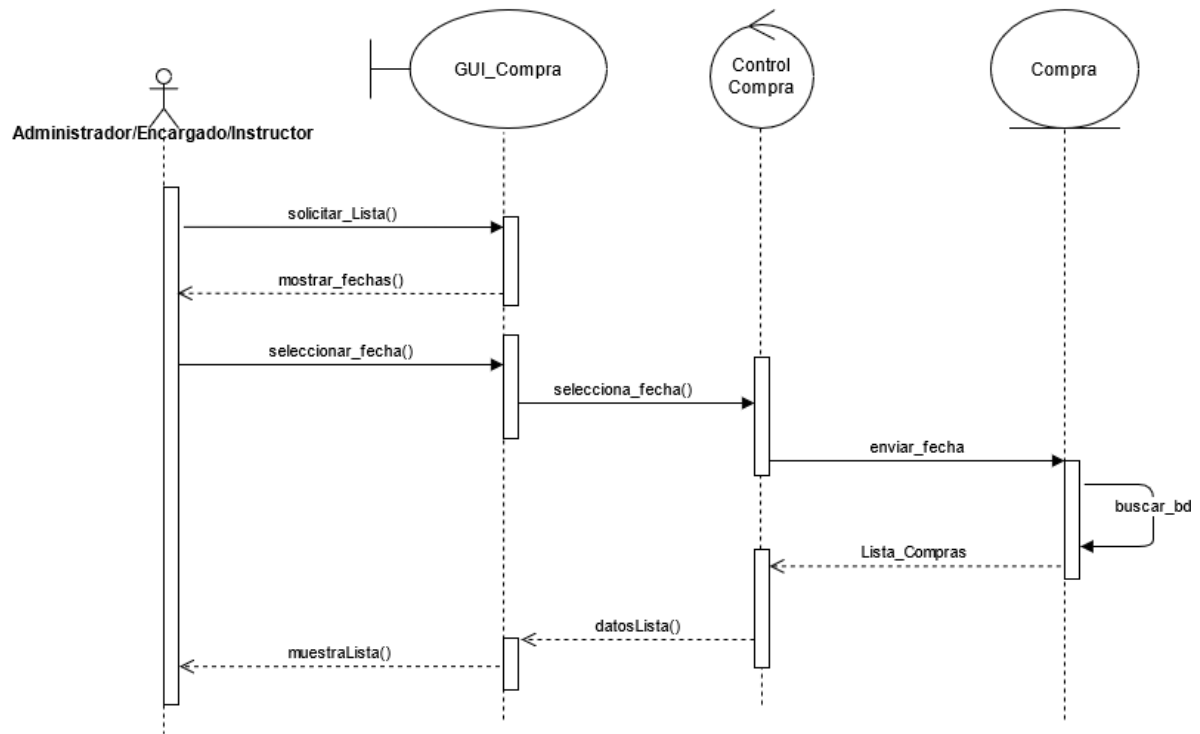 GUI_Compra
Control
Compra
Compra
Administrador/Encargado/Instructor
solicitar_Lista()
mostrar_fechas()
seleccionar_fecha()
selecciona_fecha()
enviar_fecha
buscar_bd
Lista_Compras
datosLista()
muestraLista()